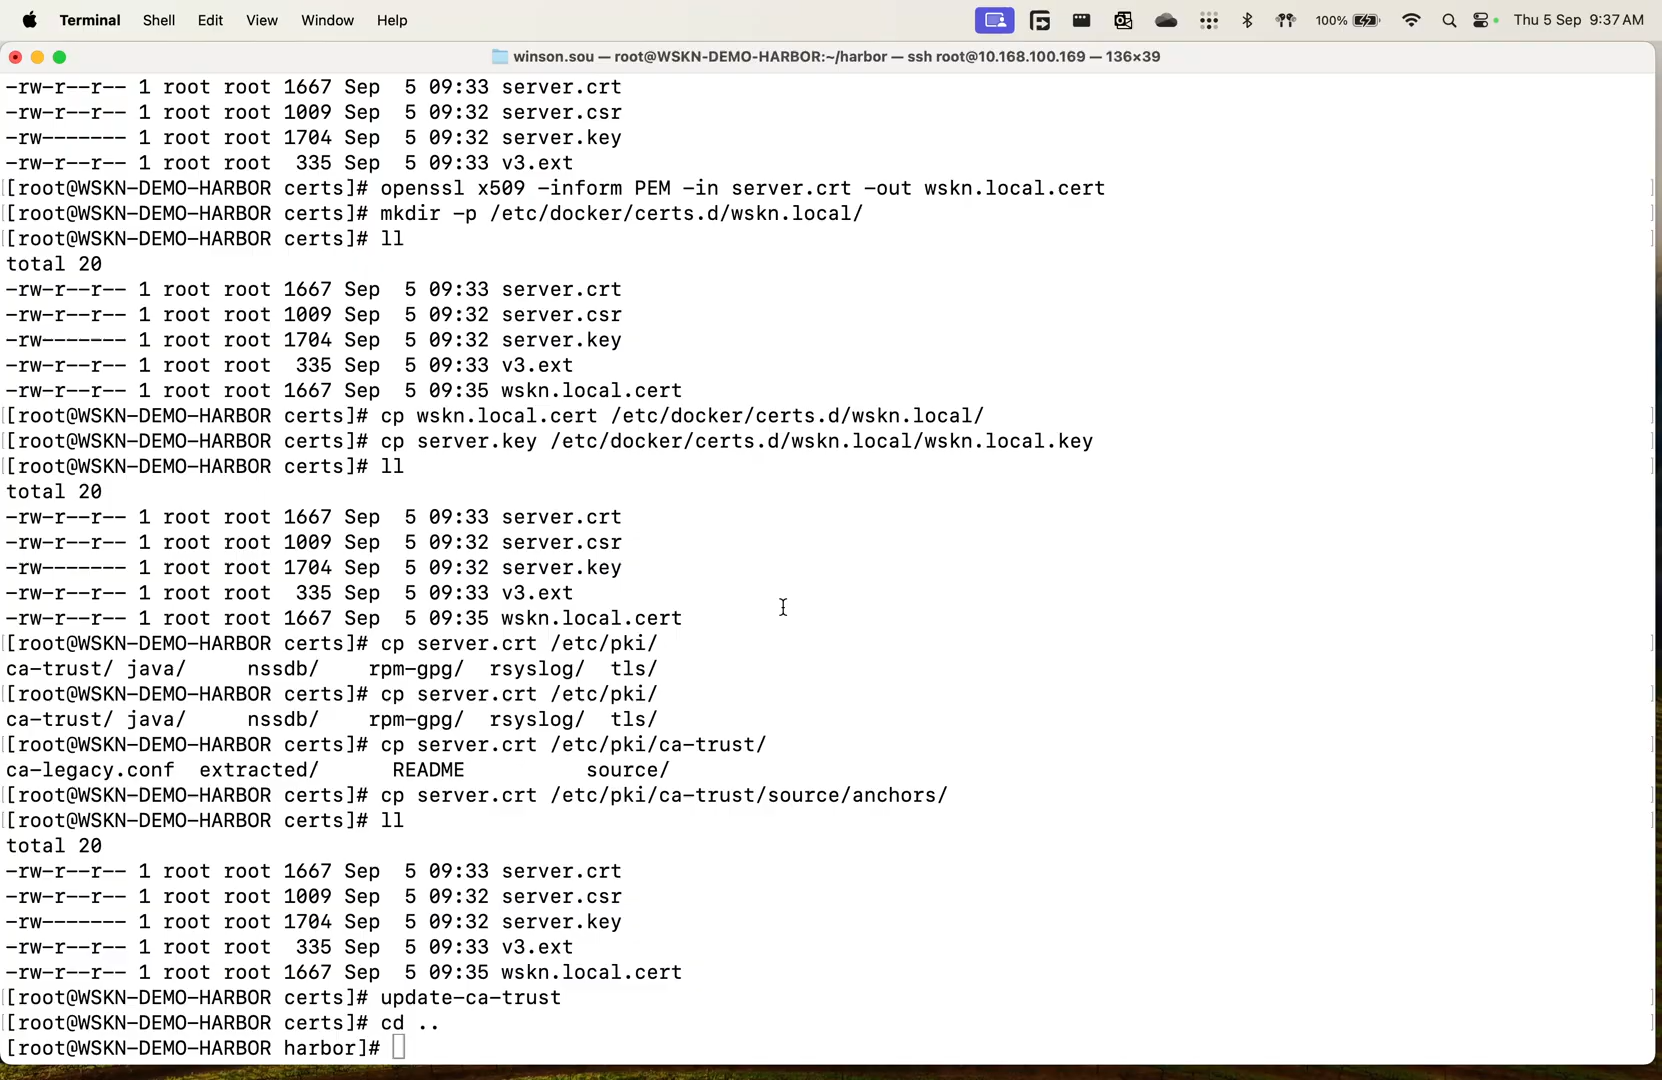 Terminal Shell Edit View Window Help 100% Thu 5 Sep 9:37 AM
winson.sou — root@WSKN-DEMO-HARBOR:~/harbor — ssh root@10.168.100.169 — 136×39
-rw-r--r-- 1 root root 1667 Sep  5 09:33 server.crt
-rw-r--r-- 1 root root 1009 Sep  5 09:32 server.csr
-rw------- 1 root root 1704 Sep  5 09:32 server.key
-rw-r--r-- 1 root root  335 Sep  5 09:33 v3.ext
[root@WSKN-DEMO-HARBOR certs]# openssl x509 -inform PEM -in server.crt -out wskn.local.cert
[root@WSKN-DEMO-HARBOR certs]# mkdir -p /etc/docker/certs.d/wskn.local/
[root@WSKN-DEMO-HARBOR certs]# ll
total 20
-rw-r--r-- 1 root root 1667 Sep  5 09:33 server.crt
-rw-r--r-- 1 root root 1009 Sep  5 09:32 server.csr
-rw------- 1 root root 1704 Sep  5 09:32 server.key
-rw-r--r-- 1 root root  335 Sep  5 09:33 v3.ext
-rw-r--r-- 1 root root 1667 Sep  5 09:35 wskn.local.cert
[root@WSKN-DEMO-HARBOR certs]# cp wskn.local.cert /etc/docker/certs.d/wskn.local/
[root@WSKN-DEMO-HARBOR certs]# cp server.key /etc/docker/certs.d/wskn.local/wskn.local.key
[root@WSKN-DEMO-HARBOR certs]# ll
total 20
-rw-r--r-- 1 root root 1667 Sep  5 09:33 server.crt
-rw-r--r-- 1 root root 1009 Sep  5 09:32 server.csr
-rw------- 1 root root 1704 Sep  5 09:32 server.key
-rw-r--r-- 1 root root  335 Sep  5 09:33 v3.ext
-rw-r--r-- 1 root root 1667 Sep  5 09:35 wskn.local.cert
[root@WSKN-DEMO-HARBOR certs]# cp server.crt /etc/pki/
ca-trust/ java/     nssdb/    rpm-gpg/  rsyslog/  tls/
[root@WSKN-DEMO-HARBOR certs]# cp server.crt /etc/pki/
ca-trust/ java/     nssdb/    rpm-gpg/  rsyslog/  tls/
[root@WSKN-DEMO-HARBOR certs]# cp server.crt /etc/pki/ca-trust/
ca-legacy.conf  extracted/      README          source/
[root@WSKN-DEMO-HARBOR certs]# cp server.crt /etc/pki/ca-trust/source/anchors/
[root@WSKN-DEMO-HARBOR certs]# ll
total 20
-rw-r--r-- 1 root root 1667 Sep  5 09:33 server.crt
-rw-r--r-- 1 root root 1009 Sep  5 09:32 server.csr
-rw------- 1 root root 1704 Sep  5 09:32 server.key
-rw-r--r-- 1 root root  335 Sep  5 09:33 v3.ext
-rw-r--r-- 1 root root 1667 Sep  5 09:35 wskn.local.cert
[root@WSKN-DEMO-HARBOR certs]# update-ca-trust
[root@WSKN-DEMO-HARBOR certs]# cd ..
[root@WSKN-DEMO-HARBOR harbor]#